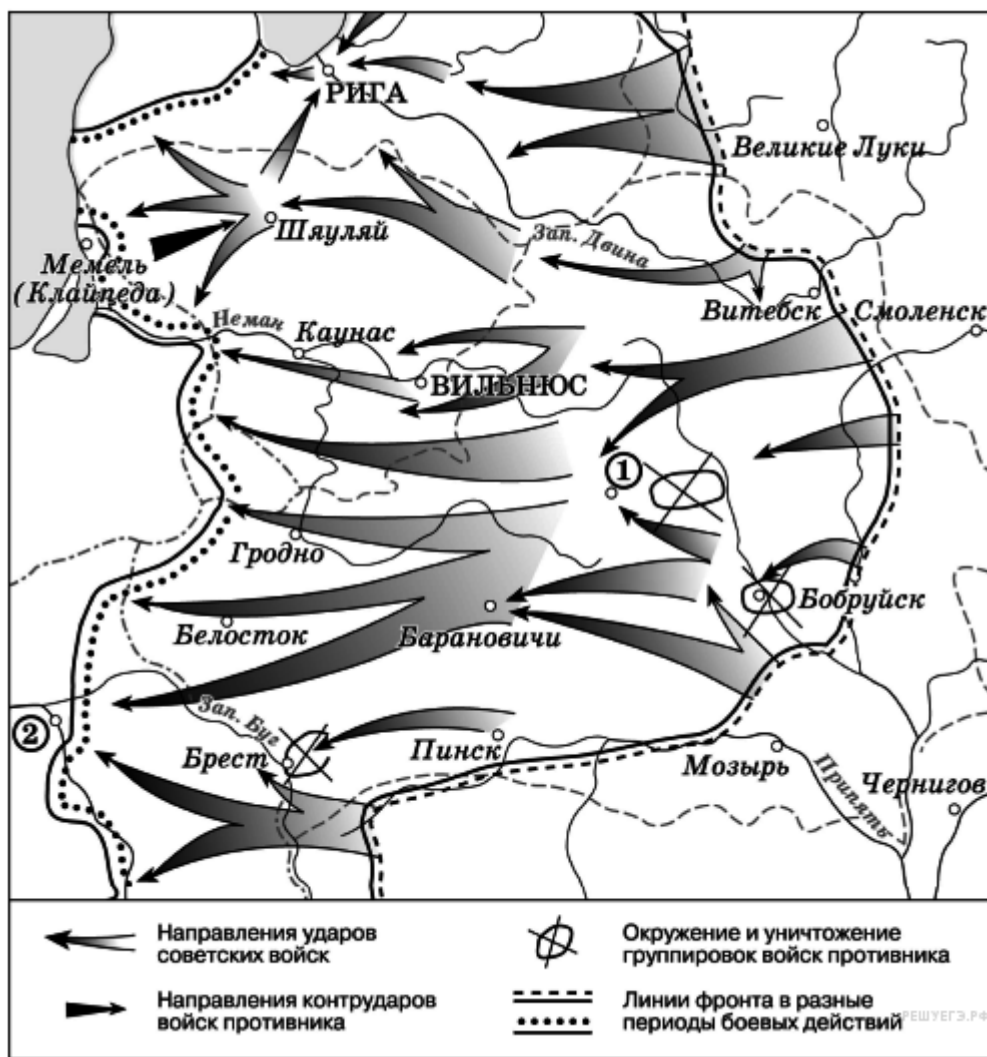 РИГА
Великие Луки
Шяуляй
Зап. Двина
Мемель
(Клайпеда)
Витебск
Смоленск
Неман
Каунас
ВИЛЬНЮС
1
Гродно
Бобруйск
Белосток
Барановичи
Зап. Буг
2
Брест
Пинск
Мозырь
Припять
Чернигов
Направления ударов
советских войск
Окружение и уничтожение
группировок войск противника
Направления контрударов
войск противника
Линии фронта в разные
периоды боевых действий
РЕШУЕГЭ.РФ